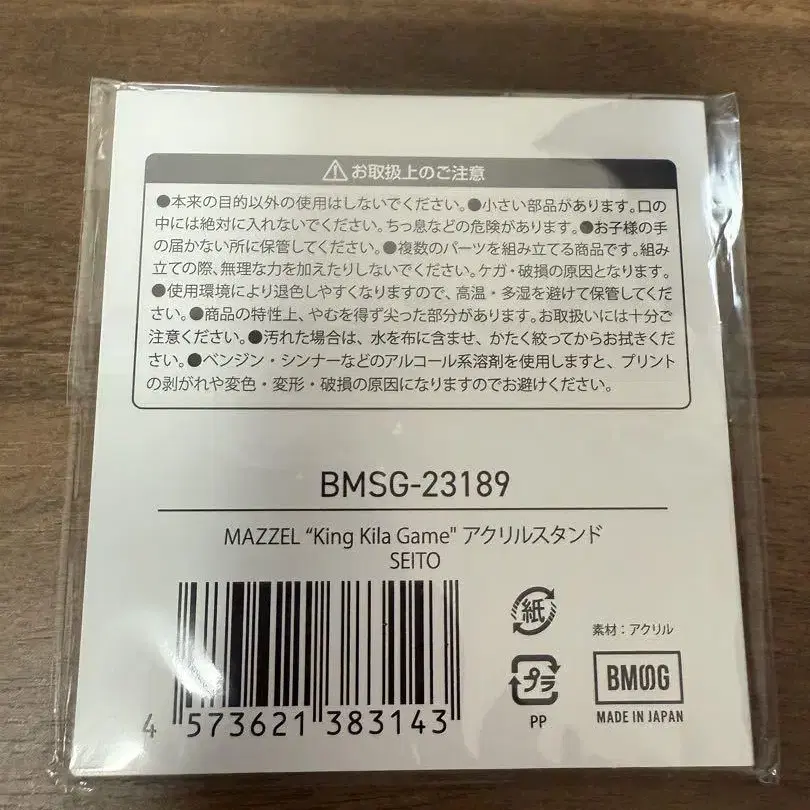 お取扱上のご注意
●本来の目的以外の使用はしないでください。●小さい部品があります。口の
中には絶対に入れないでください。ちっ息などの危険があります。●お子様の手
の届かない所に保管してください。●複数のパーツを組み立てる商品です。組み
立ての際、無理な力を加えたりしないでください。ケガ・破損の原因となります。
●使用環境により退色しやすくなりますので、高温・多湿を避けて保管してくだ
さい。●商品の特性上、やむを得ず尖った部分があります。お取扱いには十分ご
注意ください。●汚れた場合は、水を布に含ませ、かたく絞ってからお拭きくだ
さい。●ベンジン・シンナーなどのアルコール系溶剤を使用しますと、プリント
の剥がれや変色・変形・破損の原因になりますのでお避けください。
BMSG-23189
MAZZEL “King Kila Game" アクリルスタンド
SEITO
4 573621 383143
紙
プラ
PP
素材：アクリル
BMSG
MADE IN JAPAN